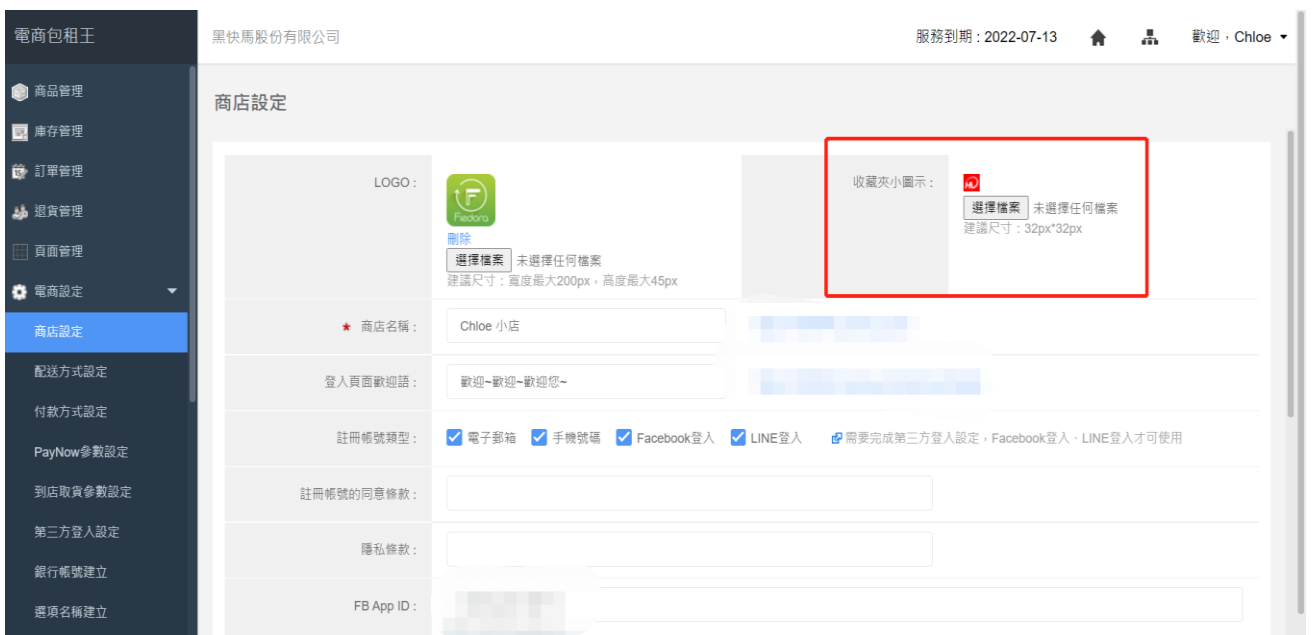 電商包租王
黑快馬股份有限公司
服務到期 : 2022-07-13
歡迎，Chloe
商品管理
庫存管理
訂單管理
退貨管理
頁面管理
電商設定
商店設定
配送方式設定
付款方式設定
PayNow參數設定
到店取貨參數設定
第三方登入設定
銀行帳號建立
選項名稱建立
商店設定
LOGO :
Fiedora
刪除
選擇檔案 未選擇任何檔案
建議尺寸 : 寬度最大200px，高度最大45px
收藏夾小圖示 :
選擇檔案 未選擇任何檔案
建議尺寸 : 32px*32px
★ 商店名稱 :
Chloe 小店
登入頁面歡迎語 :
歡迎~歡迎~歡迎您~
註冊帳號類型 :
電子郵箱 手機號碼 Facebook登入 LINE登入 需要完成第三方登入設定，Facebook登入、LINE登入才可使用
註冊帳號的同意條款 :
隱私條款 :
FB App ID :